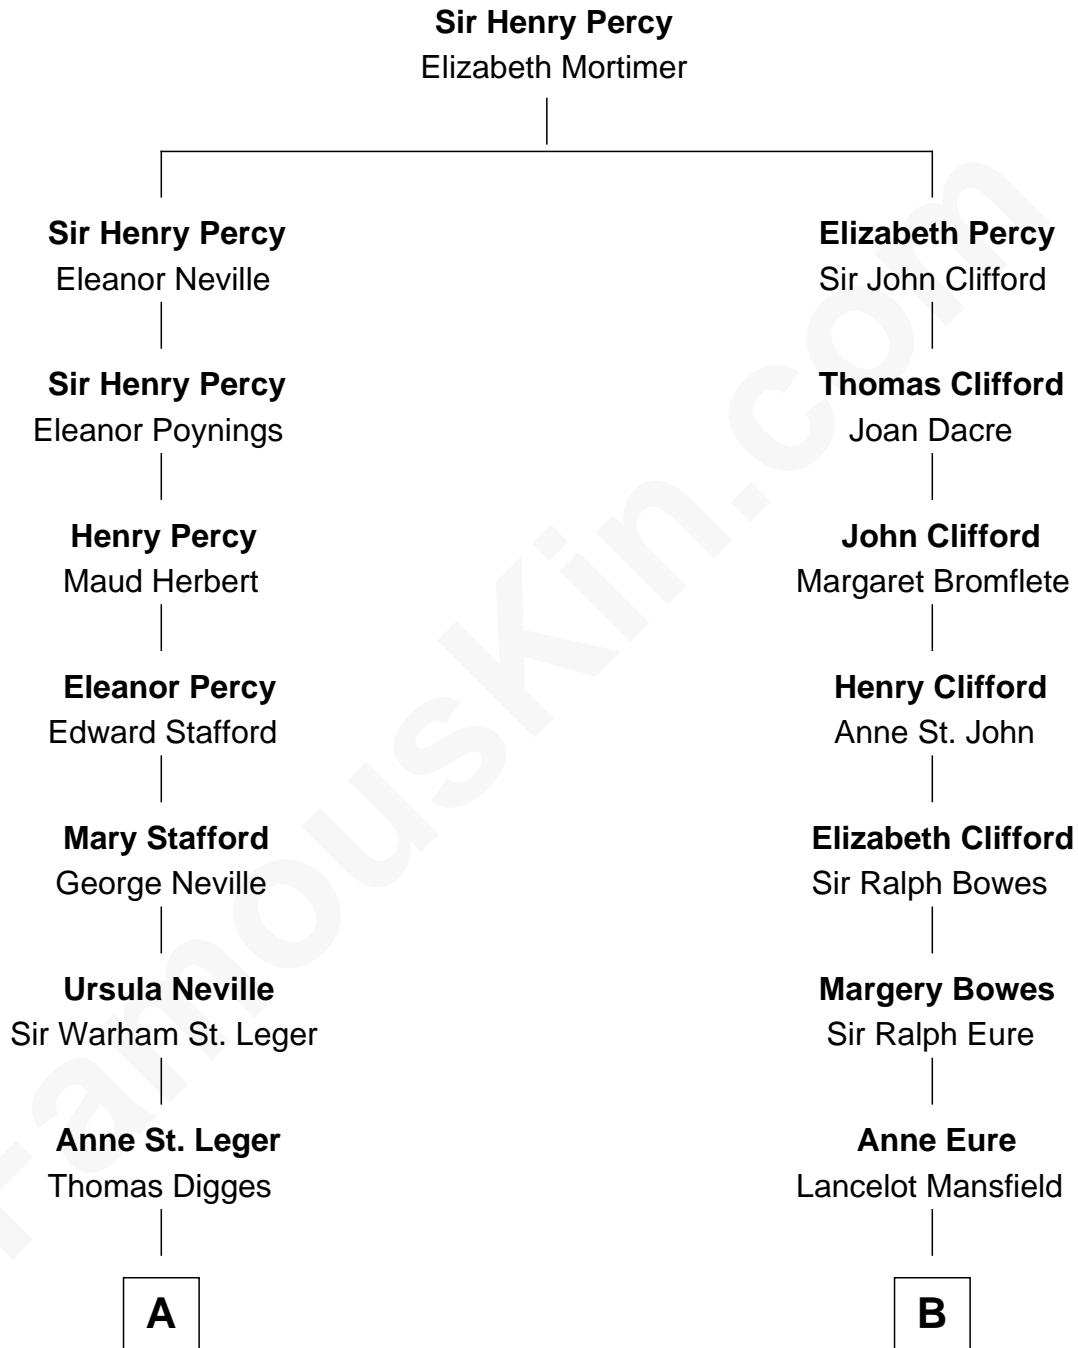 Sir Henry Percy
Elizabeth Mortimer
Sir Henry Percy
Eleanor Neville
Elizabeth Percy
Sir John Clifford
Sir Henry Percy
Eleanor Poynings
Thomas Clifford
Joan Dacre
Henry Percy
Maud Herbert
John Clifford
Margaret Bromflete
Eleanor Percy
Edward Stafford
Henry Clifford
Anne St. John
Mary Stafford
George Neville
Elizabeth Clifford
Sir Ralph Bowes
Ursula Neville
Sir Warham St. Leger
Margery Bowes
Sir Ralph Eure
Anne St. Leger
Thomas Digges
Anne Eure
Lancelot Mansfield
A
B
FamousKin.com